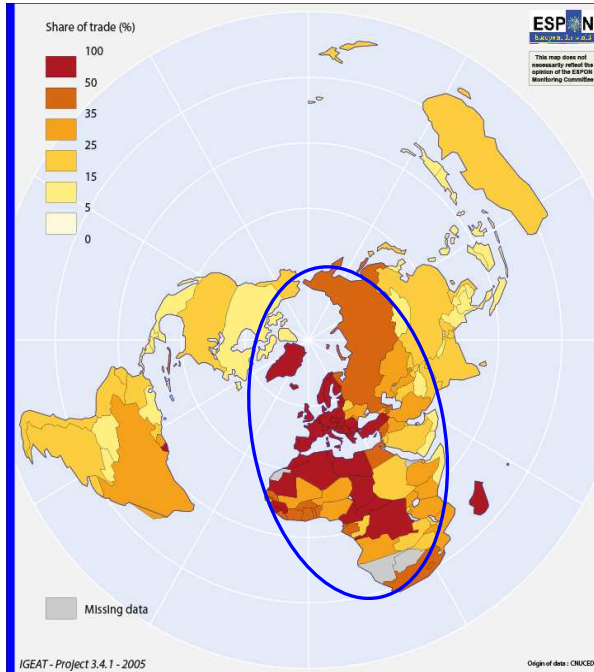 Share of trade (%)
100
50
35
25
15
5
0
ESPON
This map does not
necessarily reflect the
opinion of the ESPON
Monitoring Committee
Missing data
IGEAT - Project 3.4.1 - 2005
Origin of data : CNUCED